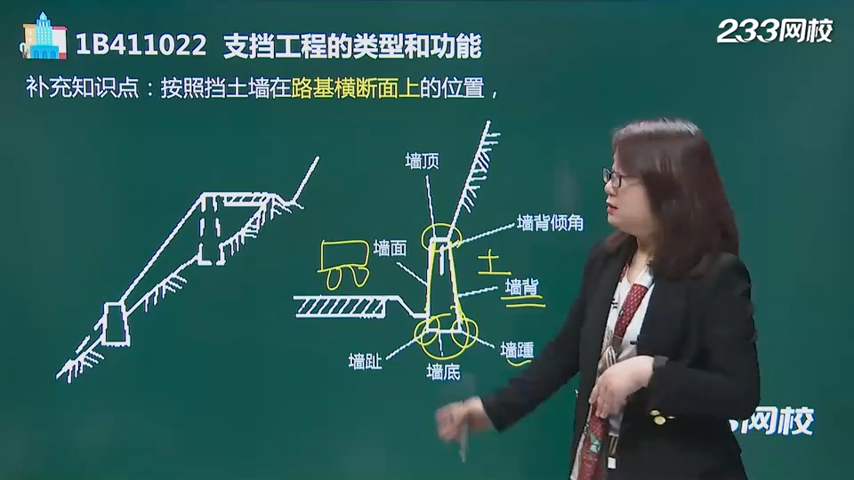 1B411022 支挡工程的类型和功能
233网校
补充知识点：按照挡土墙在路基横断面上的位置，
墙顶
墙背倾角
墙面
土
墙背
墙趾
墙底
墙踵
网校